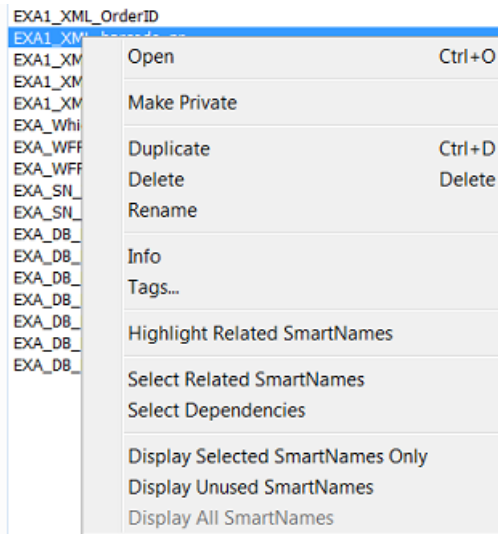 EXA1_XML_OrderID
EXA1_XM
Open Ctrl+O
EXA1_XM
EXA1_XM
EXA1_XM
Make Private
EXA_Whi
EXA_WFF
Duplicate Ctrl+D
EXA_WFF
Delete Delete
EXA_SN_
EXA_SN_
Rename
EXA_DB_
EXA_DB_
Info
EXA_DB_
Tags...
EXA_DB_
EXA_DB_
Highlight Related SmartNames
EXA_DB_
EXA_DB_
Select Related SmartNames
Select Dependencies
Display Selected SmartNames Only
Display Unused SmartNames
Display All SmartNames